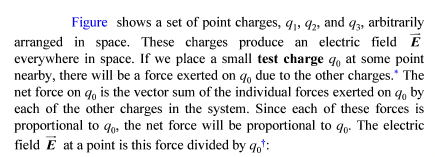 Figure shows a set of point charges, q₁, q₂, and q₃, arbitrarily
arranged in space. These charges produce an electric field E⃗
everywhere in space. If we place a small test charge q₀ at some point
nearby, there will be a force exerted on q₀ due to the other charges.* The
net force on q₀ is the vector sum of the individual forces exerted on q₀ by
each of the other charges in the system. Since each of these forces is
proportional to q₀, the net force will be proportional to q₀. The electric
field E⃗ at a point is this force divided by q₀†: